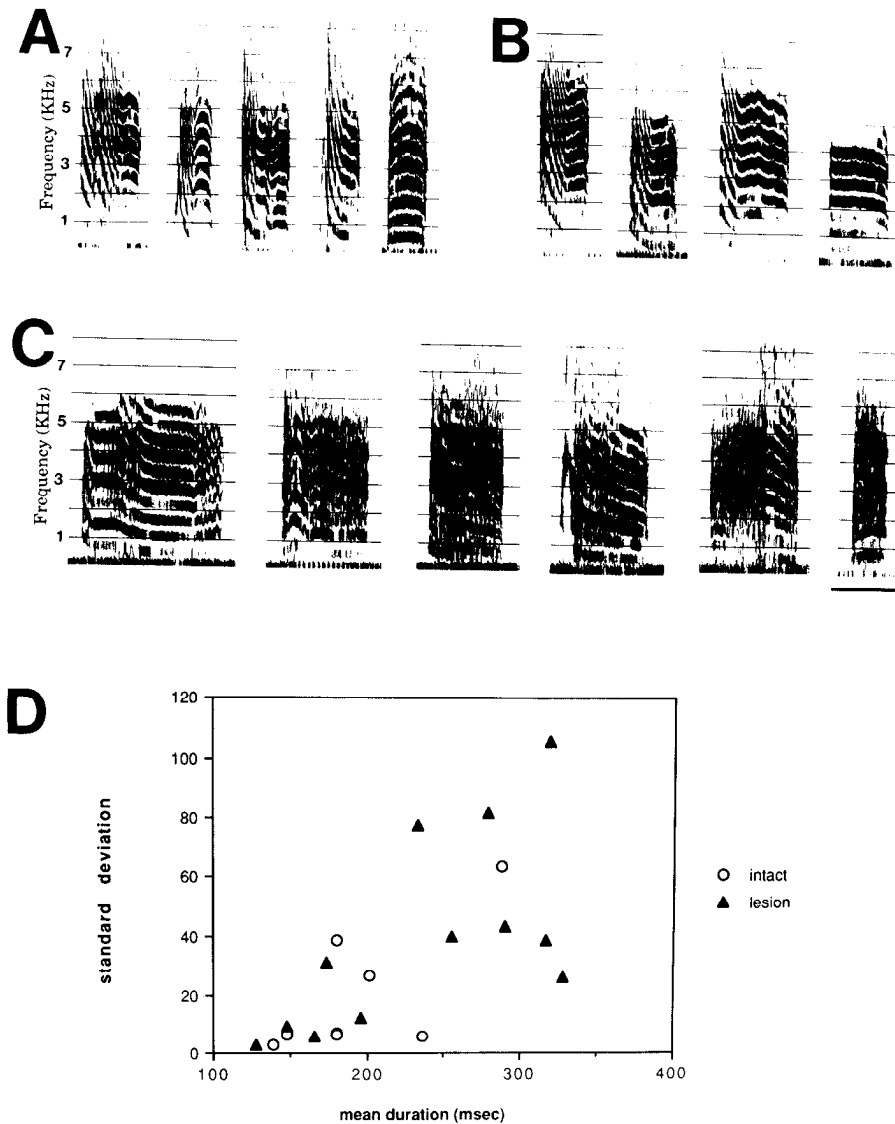 A
B
7
5
3
1
Frequency (KHz)
C
7
5
3
1
Frequency (KHz)
D
120
100
80
60
40
20
0
standard deviation
100
200
300
400
mean duration (msec)
intact
lesion